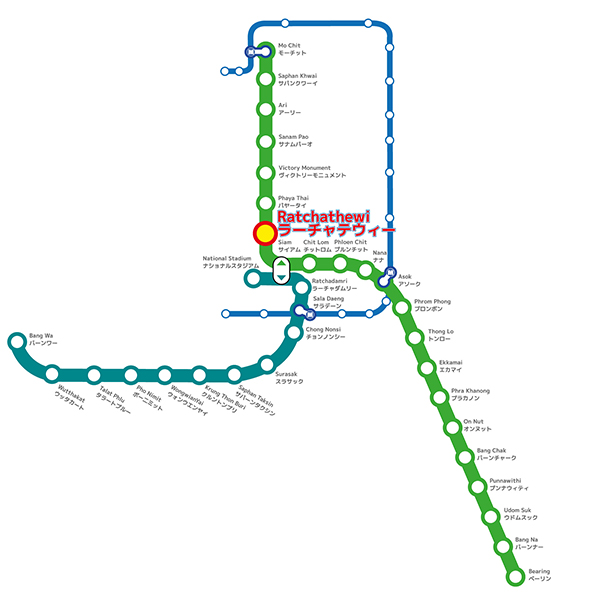 Mo Chit
モーチット
Saphan Khwai
サパンクワーイ
Ari
アーリー
Sanam Pao
サナムパーオ
Victory Monument
ヴィクトリーモニュメント
Phaya Thai
パヤータイ
Ratchathewi
ラーチャテウィー
Siam
サイアム
Chit Lom
チットロム
Phloen Chit
プルンチット
Nana
ナナ
Asok
アソーク
National Stadium
ナショナルスタジアム
Ratchadamri
ラーチャダムリー
Sala Daeng
サラデーン
Chong Nonsi
チョンノンシー
Surasak
スラサック
Saphan Taksin
サパーンタクシン
Krung Thon Buri
クルントンブリ
Wongwianlai
ウォンウェンヤイ
Pho Nimit
ポーニミット
Talat Phlu
タラートプルー
Wutthakat
ウッタカート
Bang Wa
バーンワー
Phrom Phong
プロンポン
Thong Lo
トンロー
Ekkamai
エカマイ
Phra Khanong
プラカノン
On Nut
オンヌット
Bang Chak
バーンチャーク
Punnawithi
プンナウィティ
Udom Suk
ウドムスック
Bang Na
バーンナー
Bearing
ベーリン